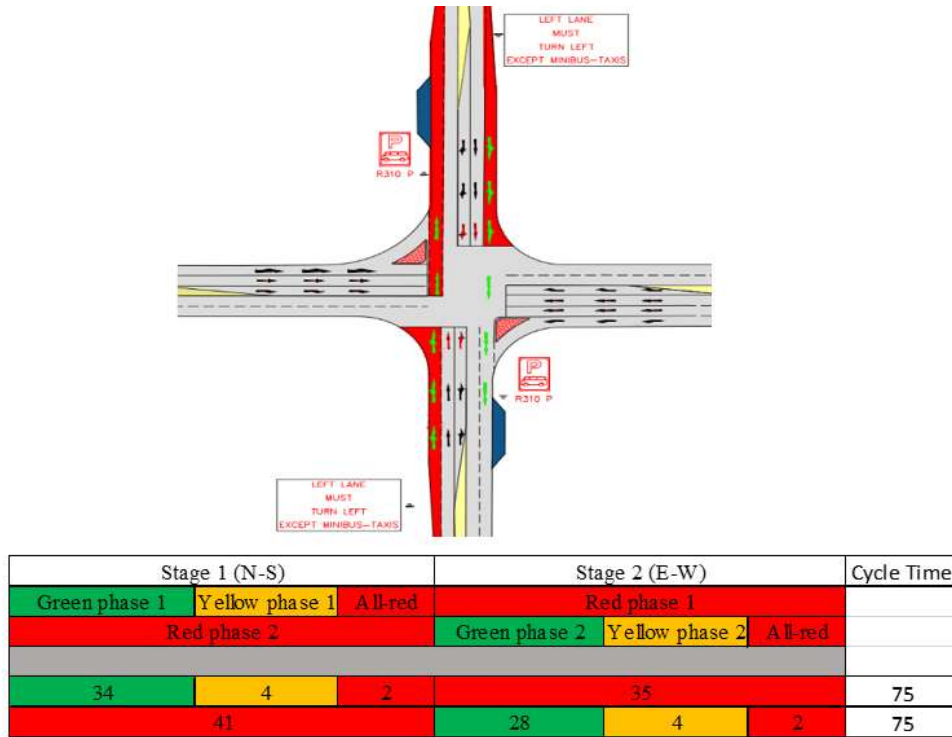 LEFT LANE
MUST
TURN LEFT
EXCEPT MINIBUS-TAXIS
P
R310 P
P
R310 P
LEFT LANE
MUST
TURN LEFT
EXCEPT MINIBUS-TAXIS
Stage 1 (N-S) Stage 2 (E-W) Cycle Time
Green phase 1 Yellow phase 1 All-red Red phase 1
Red phase 2 Green phase 2 Yellow phase 2 All-red
34 4 2 35 75
41 28 4 2 75